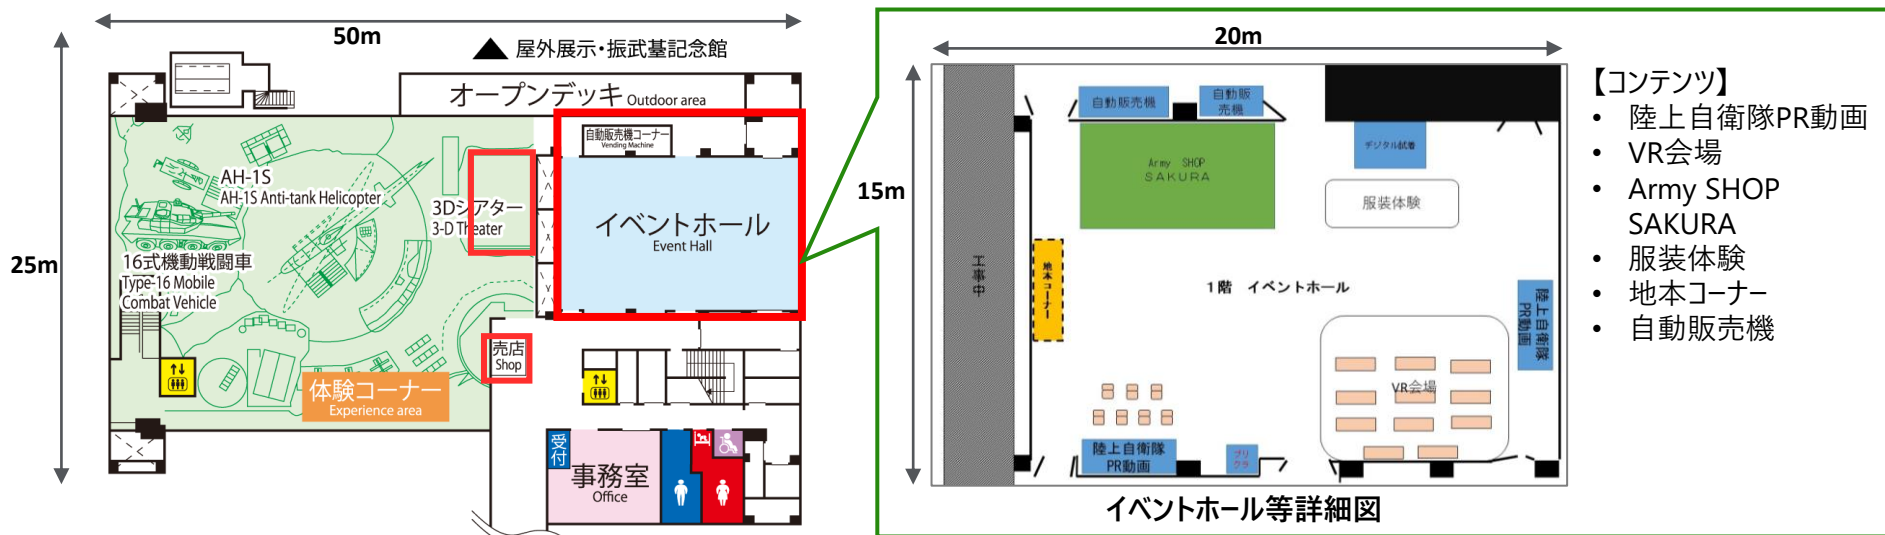 50m
25m
▲ 屋外展示・振武基記念館
オープンデッキ Outdoor area
自動販売機コーナー
Vending Machine
AH-1S
AH-1S Anti-tank Helicopter
3Dシアター
3-D Theater
イベントホール
Event Hall
16式機動戦闘車
Type-16 Mobile
Combat Vehicle
売店
Shop
体験コーナー
Experience area
受付
事務室
Office
20m
15m
自動販売機
自動販
売機
Army SHOP
SAKURA
デジタル試着
服装体験
工事中
地本コーナー
1階 イベントホール
陸上自衛隊
PR動画
VR会場
陸上自衛隊
PR動画
プリ
クラ
イベントホール等詳細図
【コンテンツ】
• 陸上自衛隊PR動画
• VR会場
• Army SHOP
SAKURA
• 服装体験
• 地本コーナー
• 自動販売機